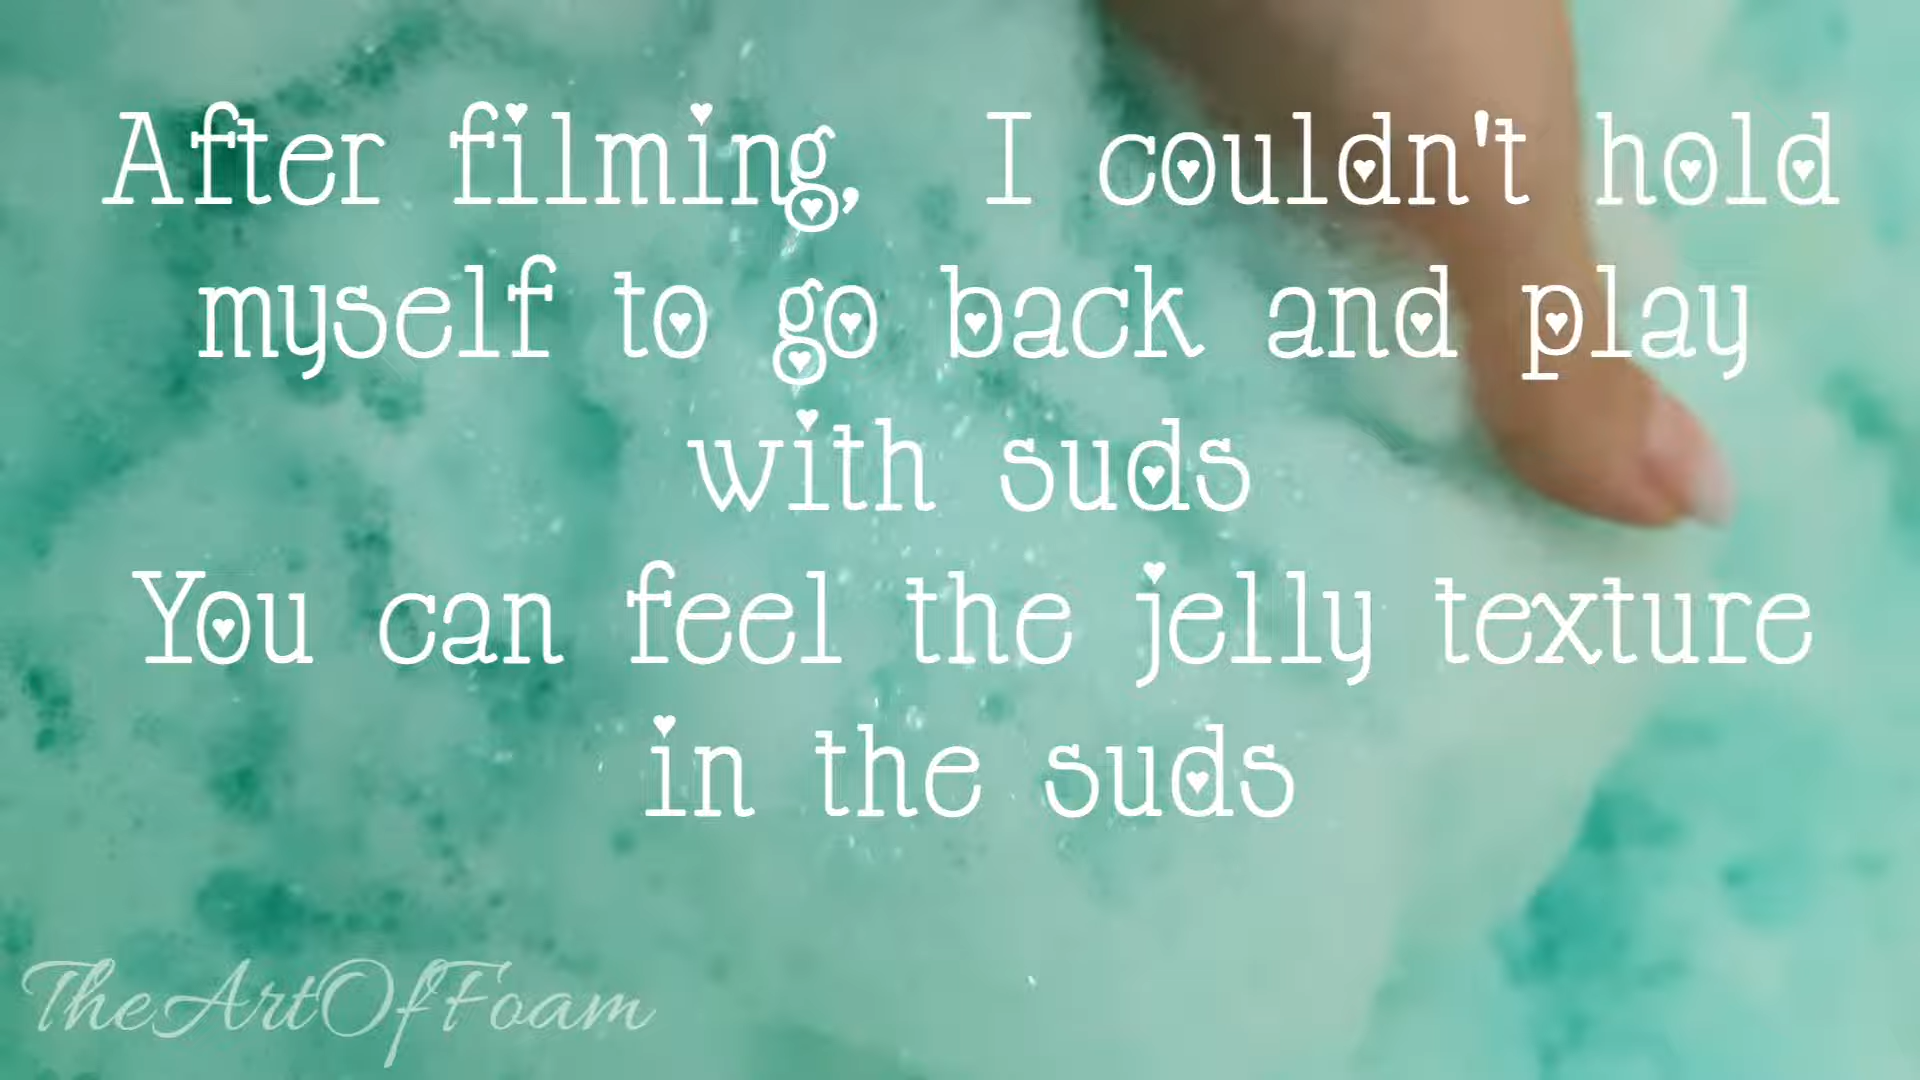 After filming, I couldn't hold
myself to go back and play
with suds
You can feel the jelly texture
in the suds
TheArtOfFoam